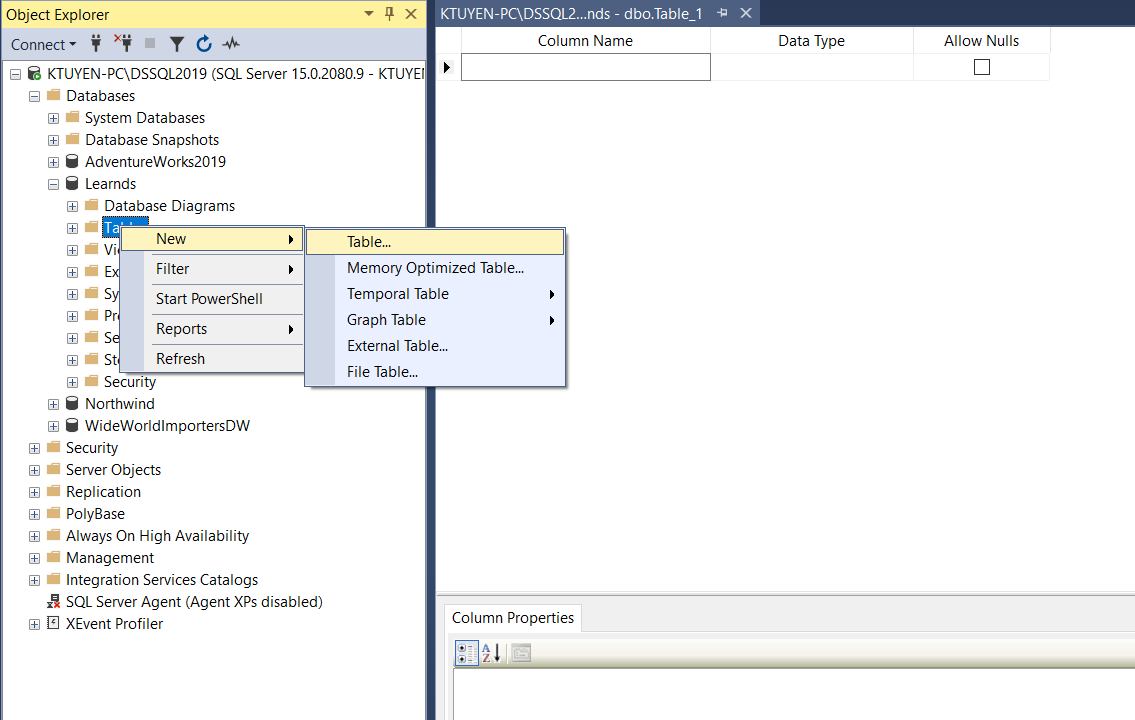 Object Explorer
Connect
KTUYEN-PC\DSSQL2019 (SQL Server 15.0.2080.9 - KTUYEN
Databases
System Databases
Database Snapshots
AdventureWorks2019
Learnds
Database Diagrams
Tabl
Vi
Ex
Sy
Pr
Se
Sto
Security
Northwind
WideWorldImportersDW
Security
Server Objects
Replication
PolyBase
Always On High Availability
Management
Integration Services Catalogs
SQL Server Agent (Agent XPs disabled)
XEvent Profiler
New
Filter
Start PowerShell
Reports
Refresh
Table...
Memory Optimized Table...
Temporal Table
Graph Table
External Table...
File Table...
KTUYEN-PC\DSSQL2...nds - dbo.Table_1
Column Name Data Type Allow Nulls
Column Properties